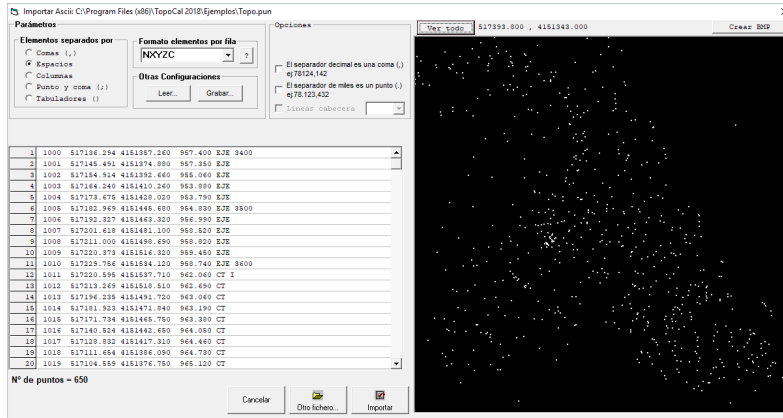 Importar Ascii: C:\Program Files (x86)\TopoCal 2018\Ejemplos\Topo.pun
Parámetros
Elementos separados por
Comas (,)
Espacios
Columnas
Punto y coma (;)
Tabuladores ()
Formato elementos por fila
NXYZC
?
Otras Configuraciones
Leer...
Grabar...
Opciones
El separador decimal es una coma (,)
ej:78124,142
El separador de miles es un punto (.)
ej:78.123,432
Lineas cabecera
Ver todo
517393.800 , 4151343.000
Crear BMP
1 1000 517136.294 4151357.260 957.400 EJE 3400
2 1001 517145.491 4151374.880 957.350 EJE
3 1002 517154.914 4151392.660 955.060 EJE
4 1003 517164.240 4151410.260 953.880 EJE
5 1004 517173.675 4151428.020 953.790 EJE
6 1005 517182.969 4151445.680 954.830 EJE 3500
7 1006 517192.327 4151463.320 956.990 EJE
8 1007 517201.618 4151481.100 958.520 EJE
9 1008 517211.000 4151498.690 958.820 EJE
10 1009 517220.373 4151516.320 959.450 EJE
11 1010 517229.756 4151534.120 958.740 EJE 3600
12 1011 517220.595 4151537.710 962.060 CT I
13 1012 517213.269 4151518.510 962.690 CT
14 1013 517196.235 4151491.720 963.060 CT
15 1014 517181.923 4151471.840 963.190 CT
16 1015 517171.734 4151465.750 963.380 CT
17 1016 517140.524 4151442.650 964.050 CT
18 1017 517128.832 4151417.310 964.460 CT
19 1018 517111.654 4151386.090 964.730 CT
20 1019 517104.559 4151376.750 965.120 CT
Nº de puntos = 650
Cancelar
Otro fichero...
Importar